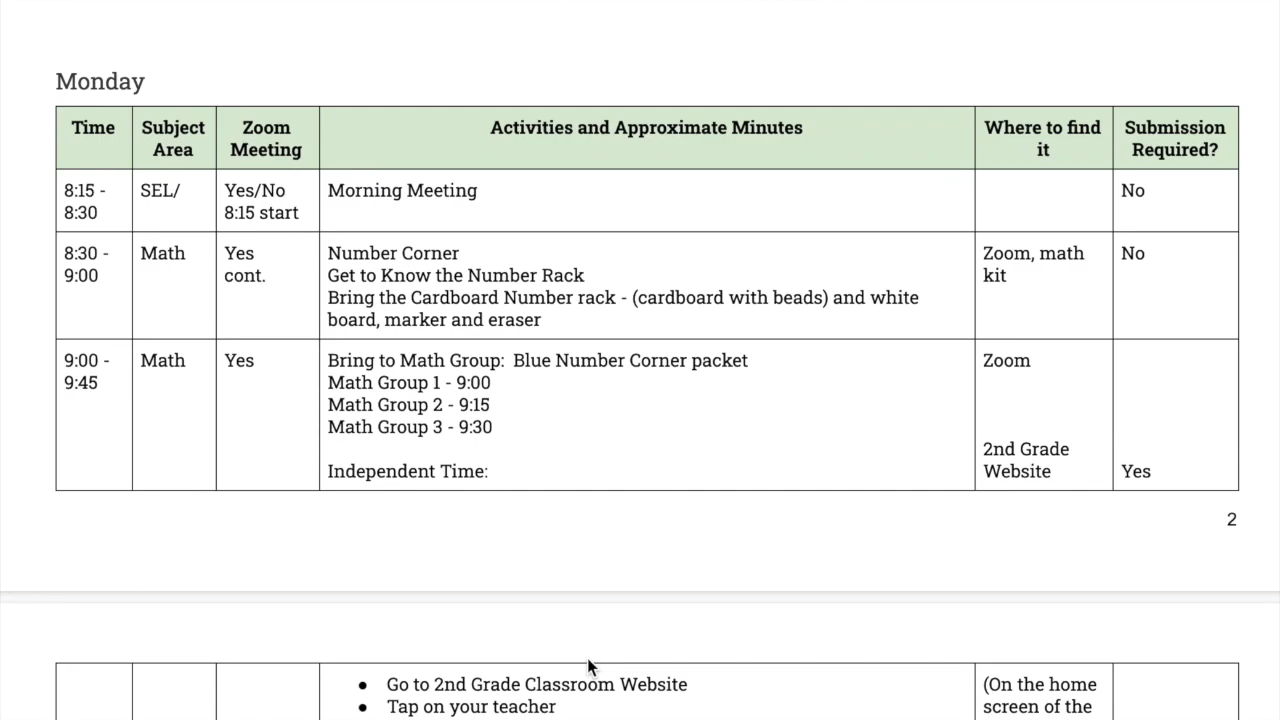 Monday
Time
Subject
Area
Zoom
Meeting
Activities and Approximate Minutes
Where to find
it
Submission
Required?
8:15 -
8:30
SEL/
Yes/No
8:15 start
Morning Meeting
No
8:30 -
9:00
Math
Yes
cont.
Number Corner
Get to Know the Number Rack
Bring the Cardboard Number rack - (cardboard with beads) and white
board, marker and eraser
Zoom, math
kit
No
9:00 -
9:45
Math
Yes
Bring to Math Group:  Blue Number Corner packet
Math Group 1 - 9:00
Math Group 2 - 9:15
Math Group 3 - 9:30
Independent Time:
Zoom
2nd Grade
Website
Yes
2
● Go to 2nd Grade Classroom Website
● Tap on your teacher
(On the home
screen of the